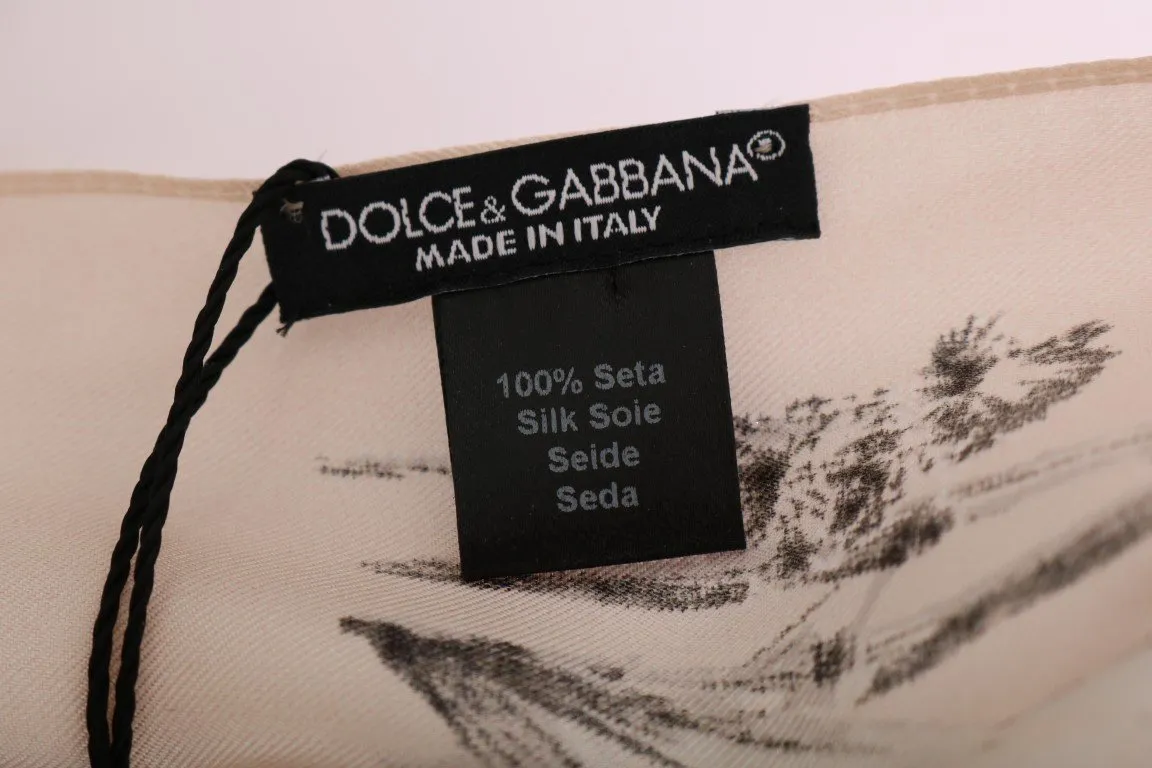 DOLCE & GABBANA®
MADE IN ITALY
100% Seta
Silk Soie
Seide
Seda